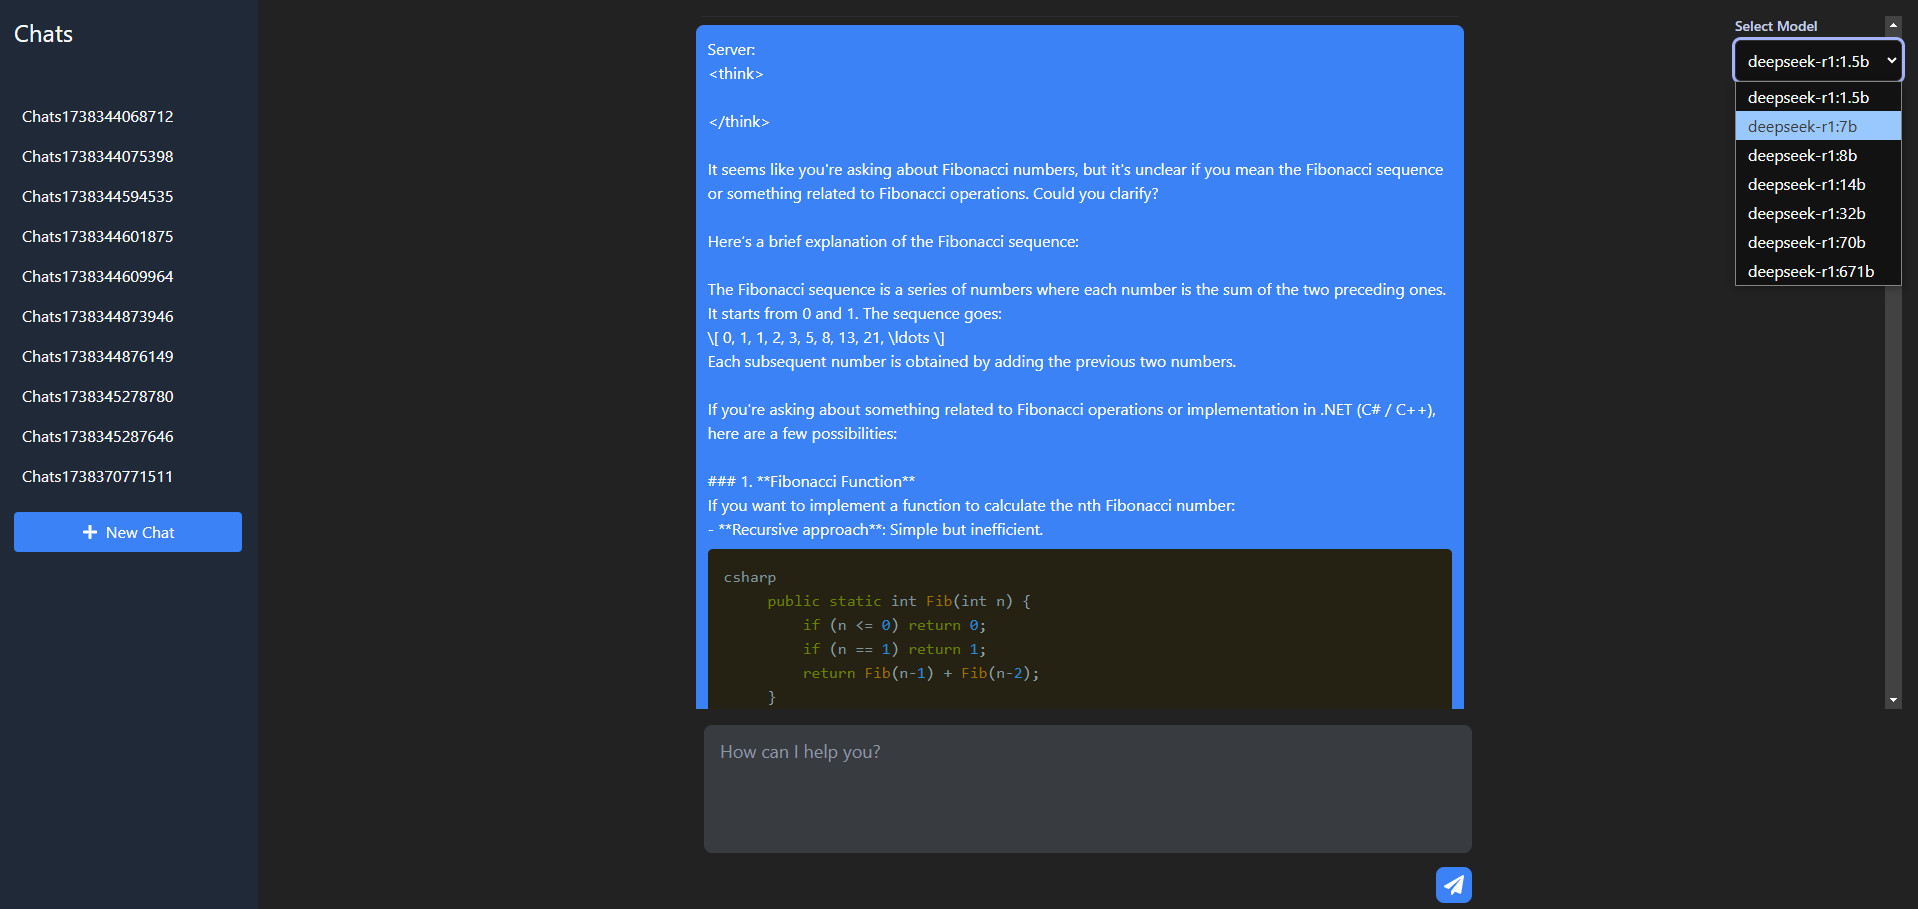 Chats
Chats1738344068712
Chats1738344075398
Chats1738344594535
Chats1738344601875
Chats1738344609964
Chats1738344873946
Chats1738344876149
Chats1738345278780
Chats1738345287646
Chats1738370771511
New Chat
Server:
<think>
</think>
It seems like you're asking about Fibonacci numbers, but it's unclear if you mean the Fibonacci sequence
or something related to Fibonacci operations. Could you clarify?
Here's a brief explanation of the Fibonacci sequence:
The Fibonacci sequence is a series of numbers where each number is the sum of the two preceding ones.
It starts from 0 and 1. The sequence goes:
\[ 0, 1, 1, 2, 3, 5, 8, 13, 21, \ldots \]
Each subsequent number is obtained by adding the previous two numbers.
If you're asking about something related to Fibonacci operations or implementation in .NET (C# / C++),
here are a few possibilities:
### 1. **Fibonacci Function**
If you want to implement a function to calculate the nth Fibonacci number:
- **Recursive approach**: Simple but inefficient.
csharp
public static int Fib(int n) {
if (n <= 0) return 0;
if (n == 1) return 1;
return Fib(n-1) + Fib(n-2);
}
How can I help you?
Select Model
deepseek-r1:1.5b
deepseek-r1:1.5b
deepseek-r1:7b
deepseek-r1:8b
deepseek-r1:14b
deepseek-r1:32b
deepseek-r1:70b
deepseek-r1:671b